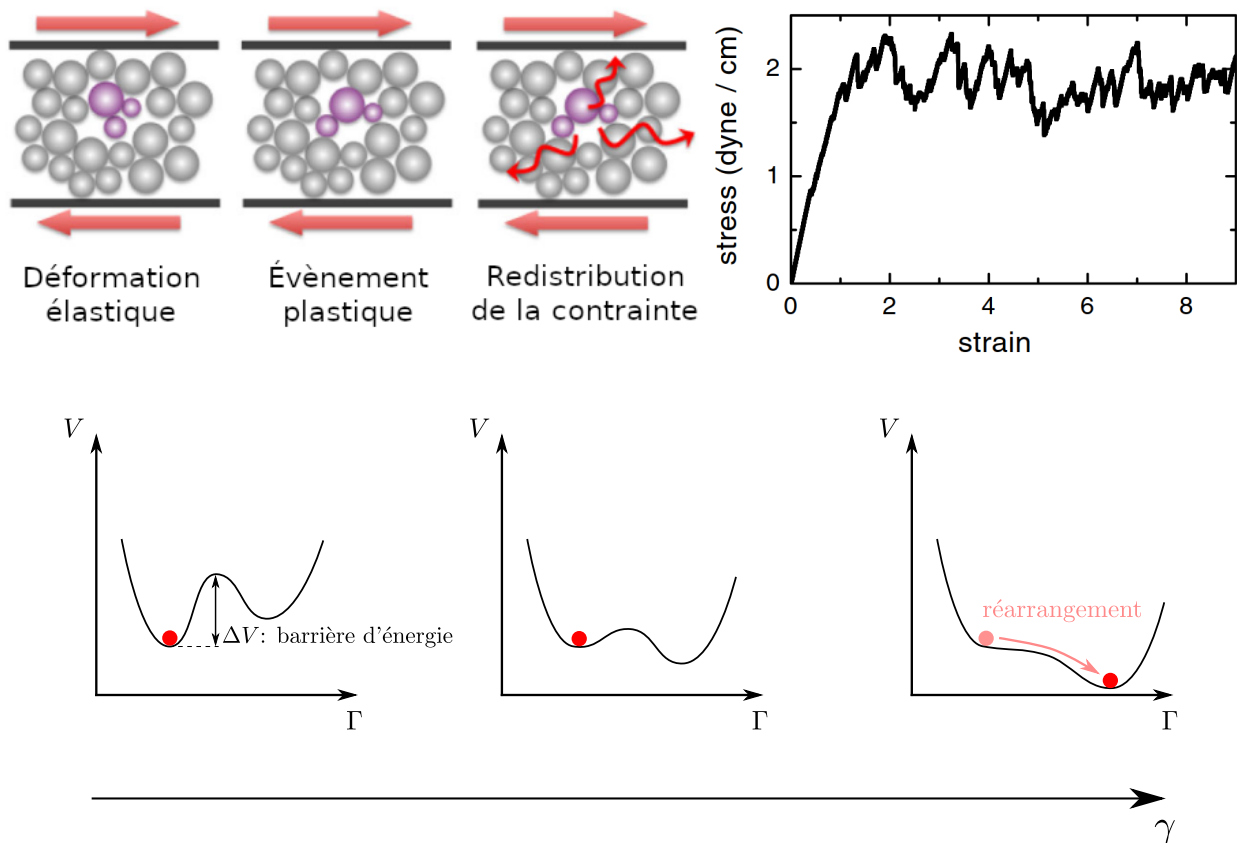 Déformation
élastique
Évènement
plastique
Redistribution
de la contrainte
stress (dyne / cm)
2
1
0
0 2 4 6 8
strain
V
ΔV: barrière d'énergie
Γ
V
Γ
V
réarrangement
Γ
γ